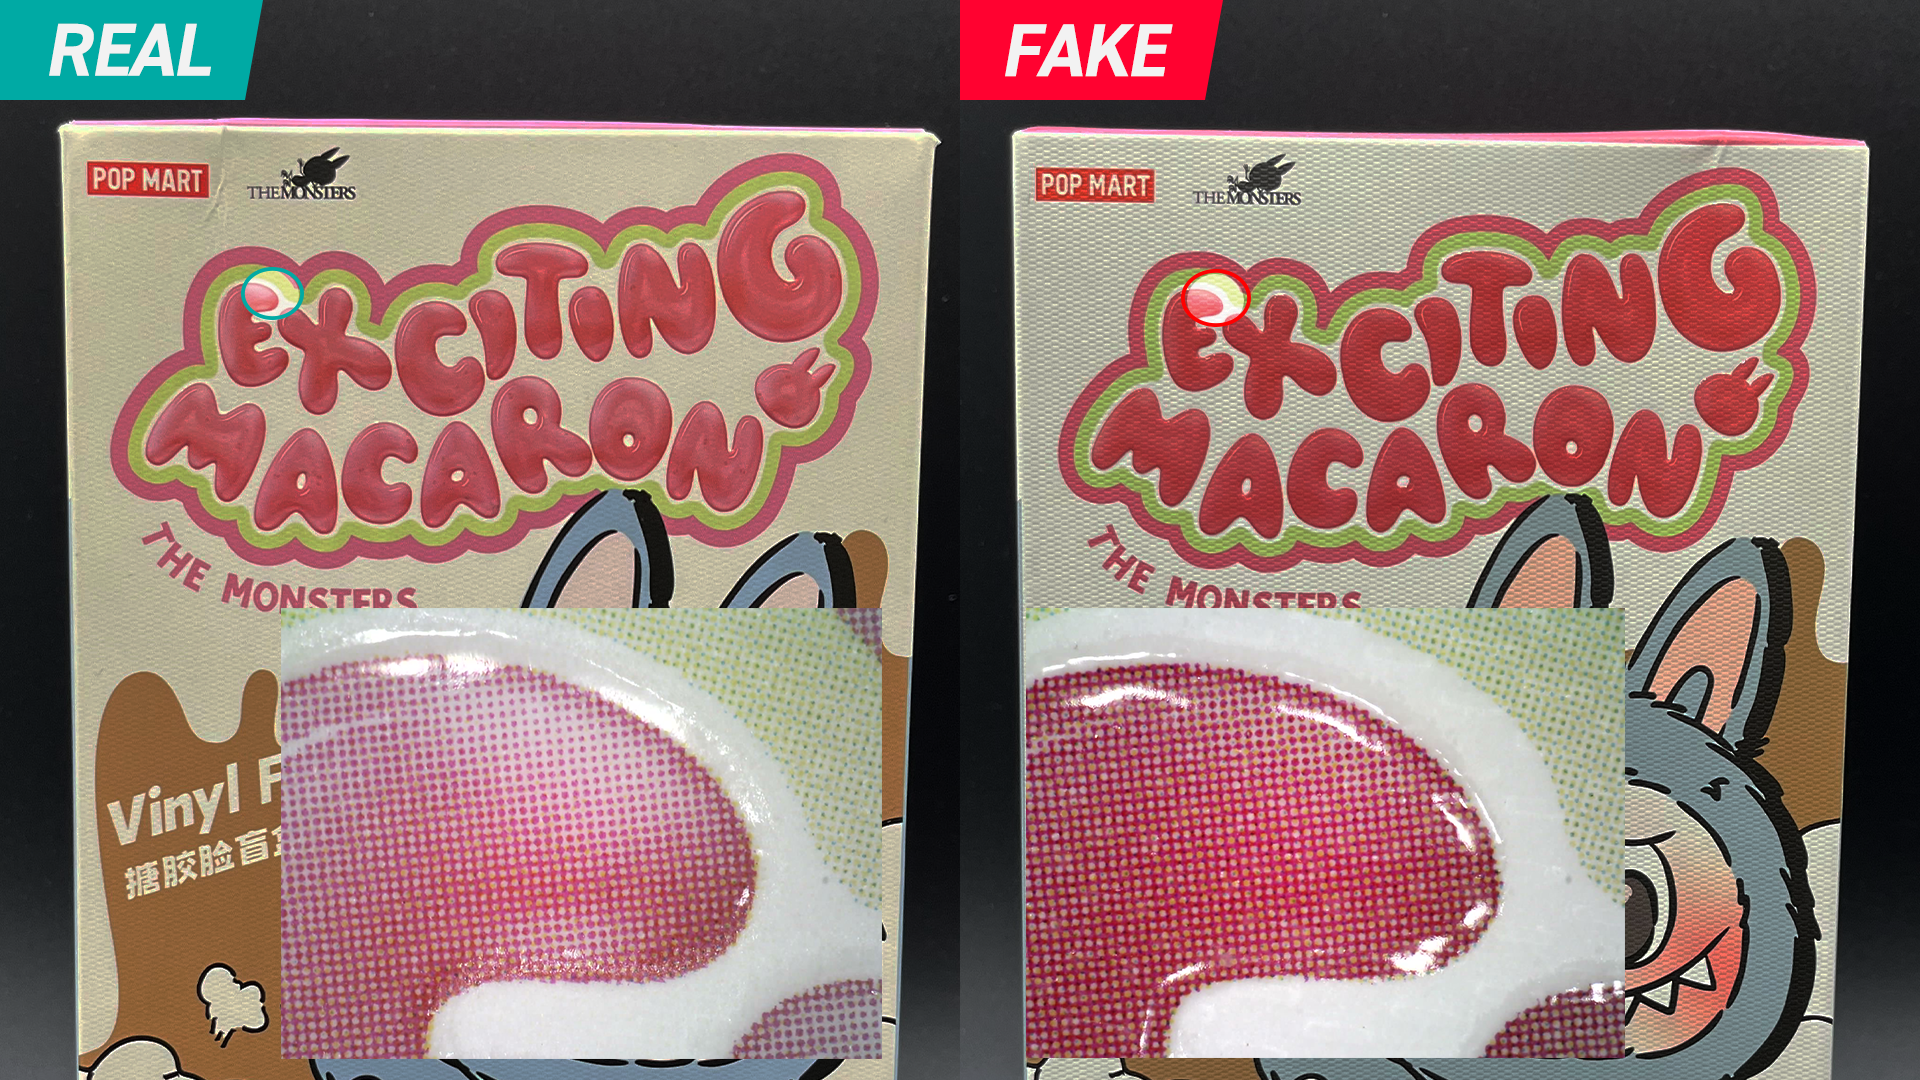 REAL
POP MART
THE MONSTERS
EXCITING
MACARON
THE MONSTERS
Vinyl F
搪胶脸盲
FAKE
POP MART
THE MONSTERS
EXCITING
MACARON
THE MONSTERS